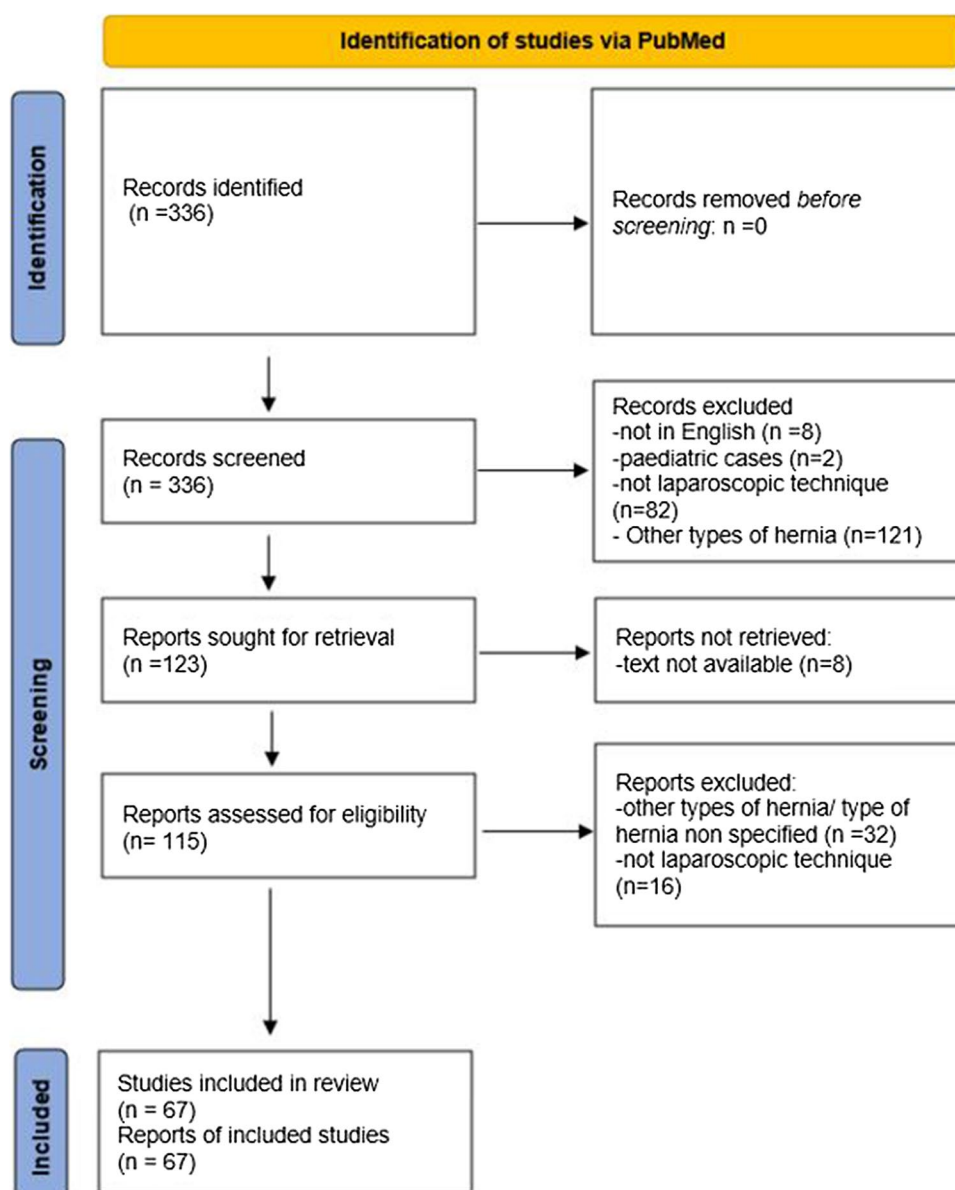 Identification of studies via PubMed
Identification
Records identified
(n =336)
Records removed before
screening: n =0
Screening
Records screened
(n = 336)
Records excluded
-not in English (n =8)
-paediatric cases (n=2)
-not laparoscopic technique
(n=82)
- Other types of hernia (n=121)
Reports sought for retrieval
(n =123)
Reports not retrieved:
-text not available (n=8)
Reports assessed for eligibility
(n= 115)
Reports excluded:
-other types of hernia/ type of
hernia non specified (n =32)
-not laparoscopic technique
(n=16)
Included
Studies included in review
(n = 67)
Reports of included studies
(n = 67)